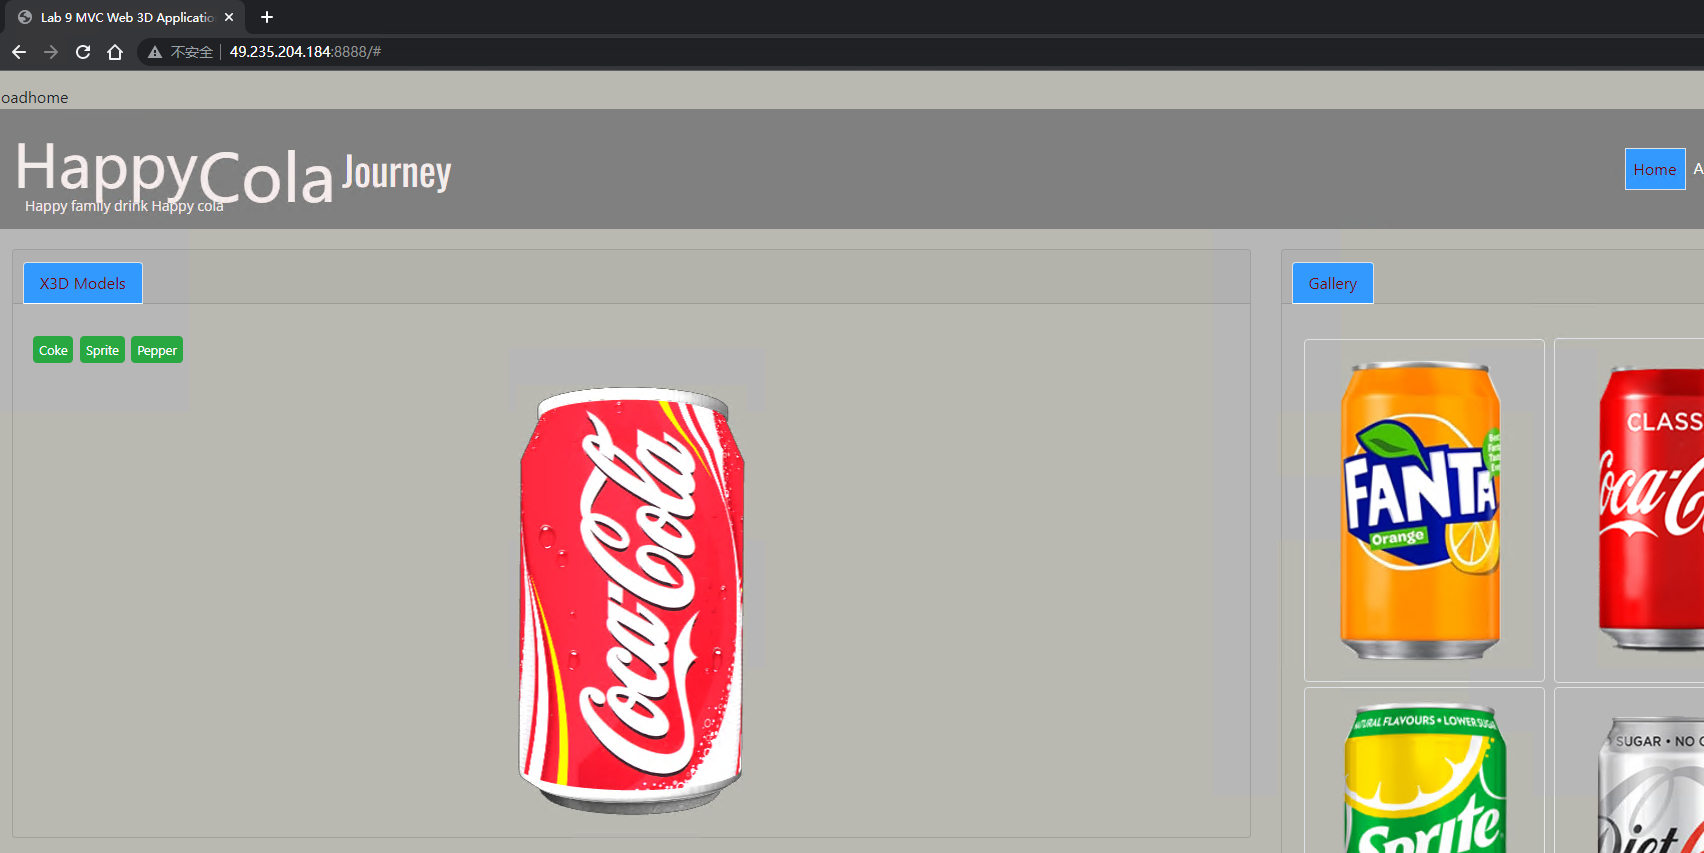 Lab 9 MVC Web 3D Applicatio
不安全 49.235.204.184:8888/#
oadhome
HappyCola Journey
Happy family drink Happy cola
Home A
X3D Models
Gallery
Coke Sprite Pepper
Coca-Cola
FANTA
Orange
CLASS
Coca-C
NATURAL FLAVOURS • LOWER SUGA
Sprite
SUGAR • NO C
Diet C